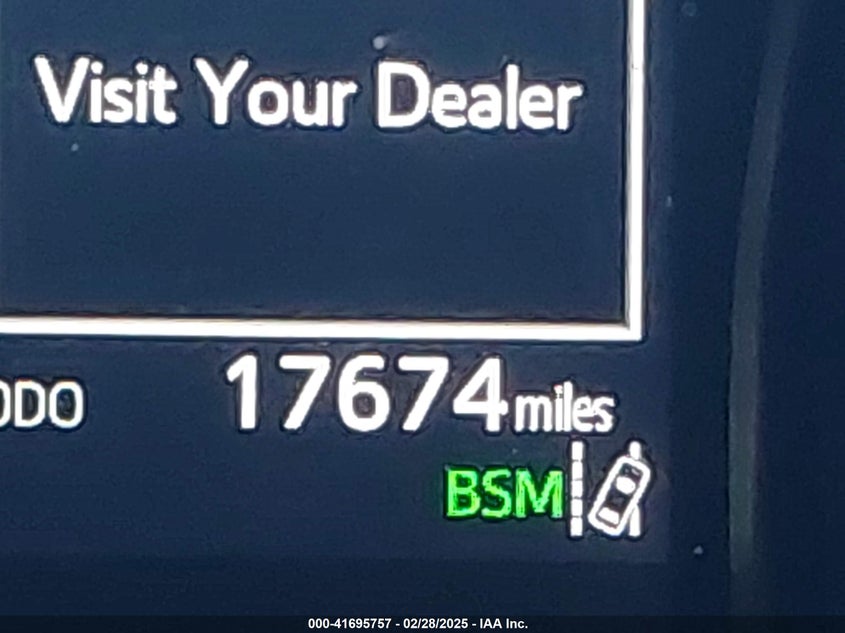 Visit Your Dealer
ODO 17674 miles
BSM
000-41695757 - 02/28/2025 - IAA Inc.